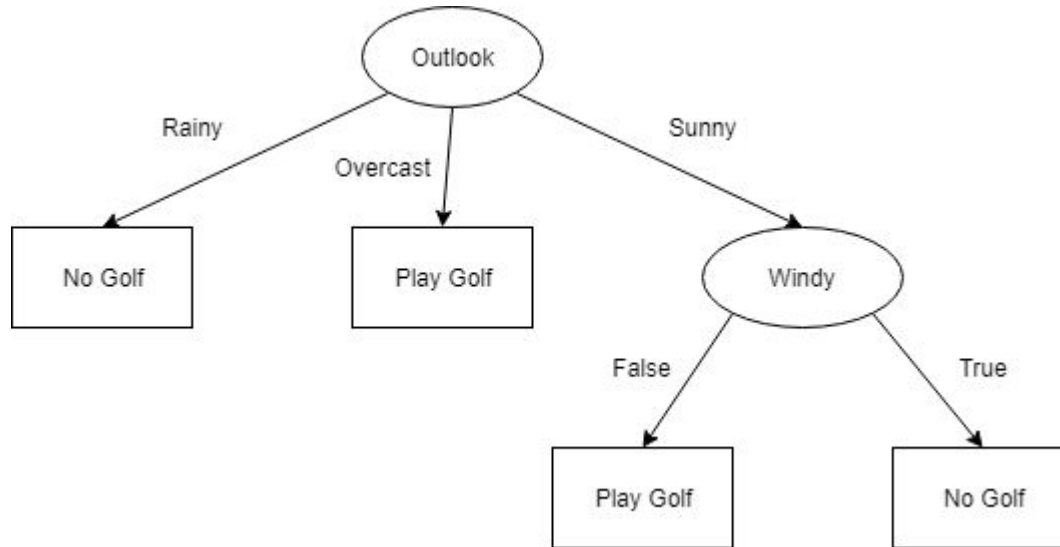 Outlook
Rainy
Overcast
Sunny
No Golf
Play Golf
Windy
False
True
Play Golf
No Golf